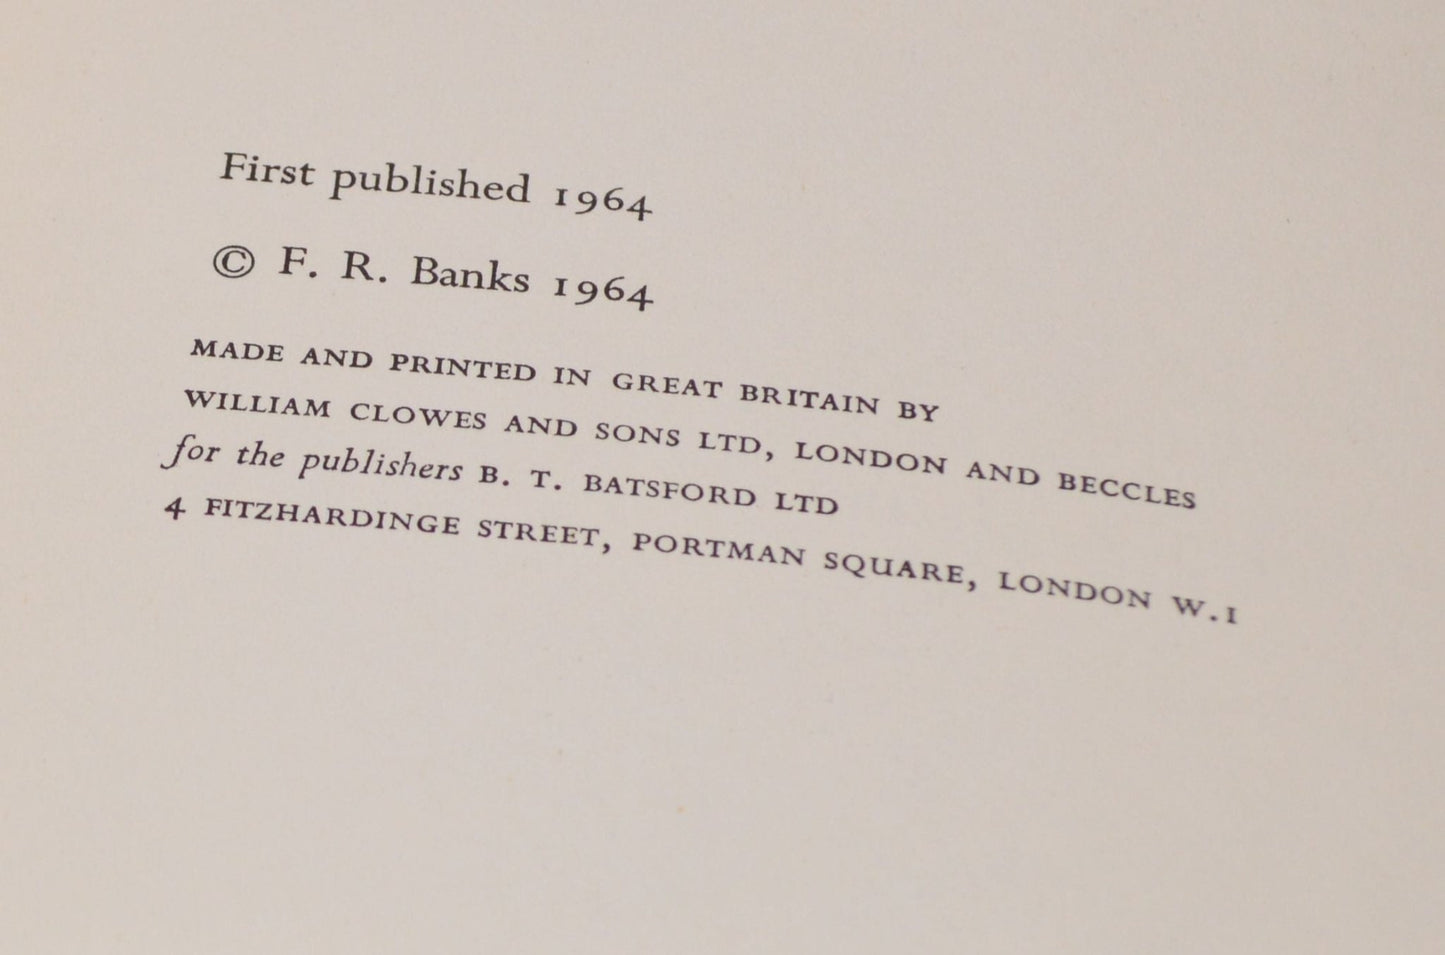 First published 1964
© F. R. Banks 1964
MADE AND PRINTED IN GREAT BRITAIN BY
WILLIAM CLOWES AND SONS LTD, LONDON AND BECCLES
for the publishers B. T. BATSFORD LTD
4 FITZHARDINGE STREET, PORTMAN SQUARE, LONDON W.1